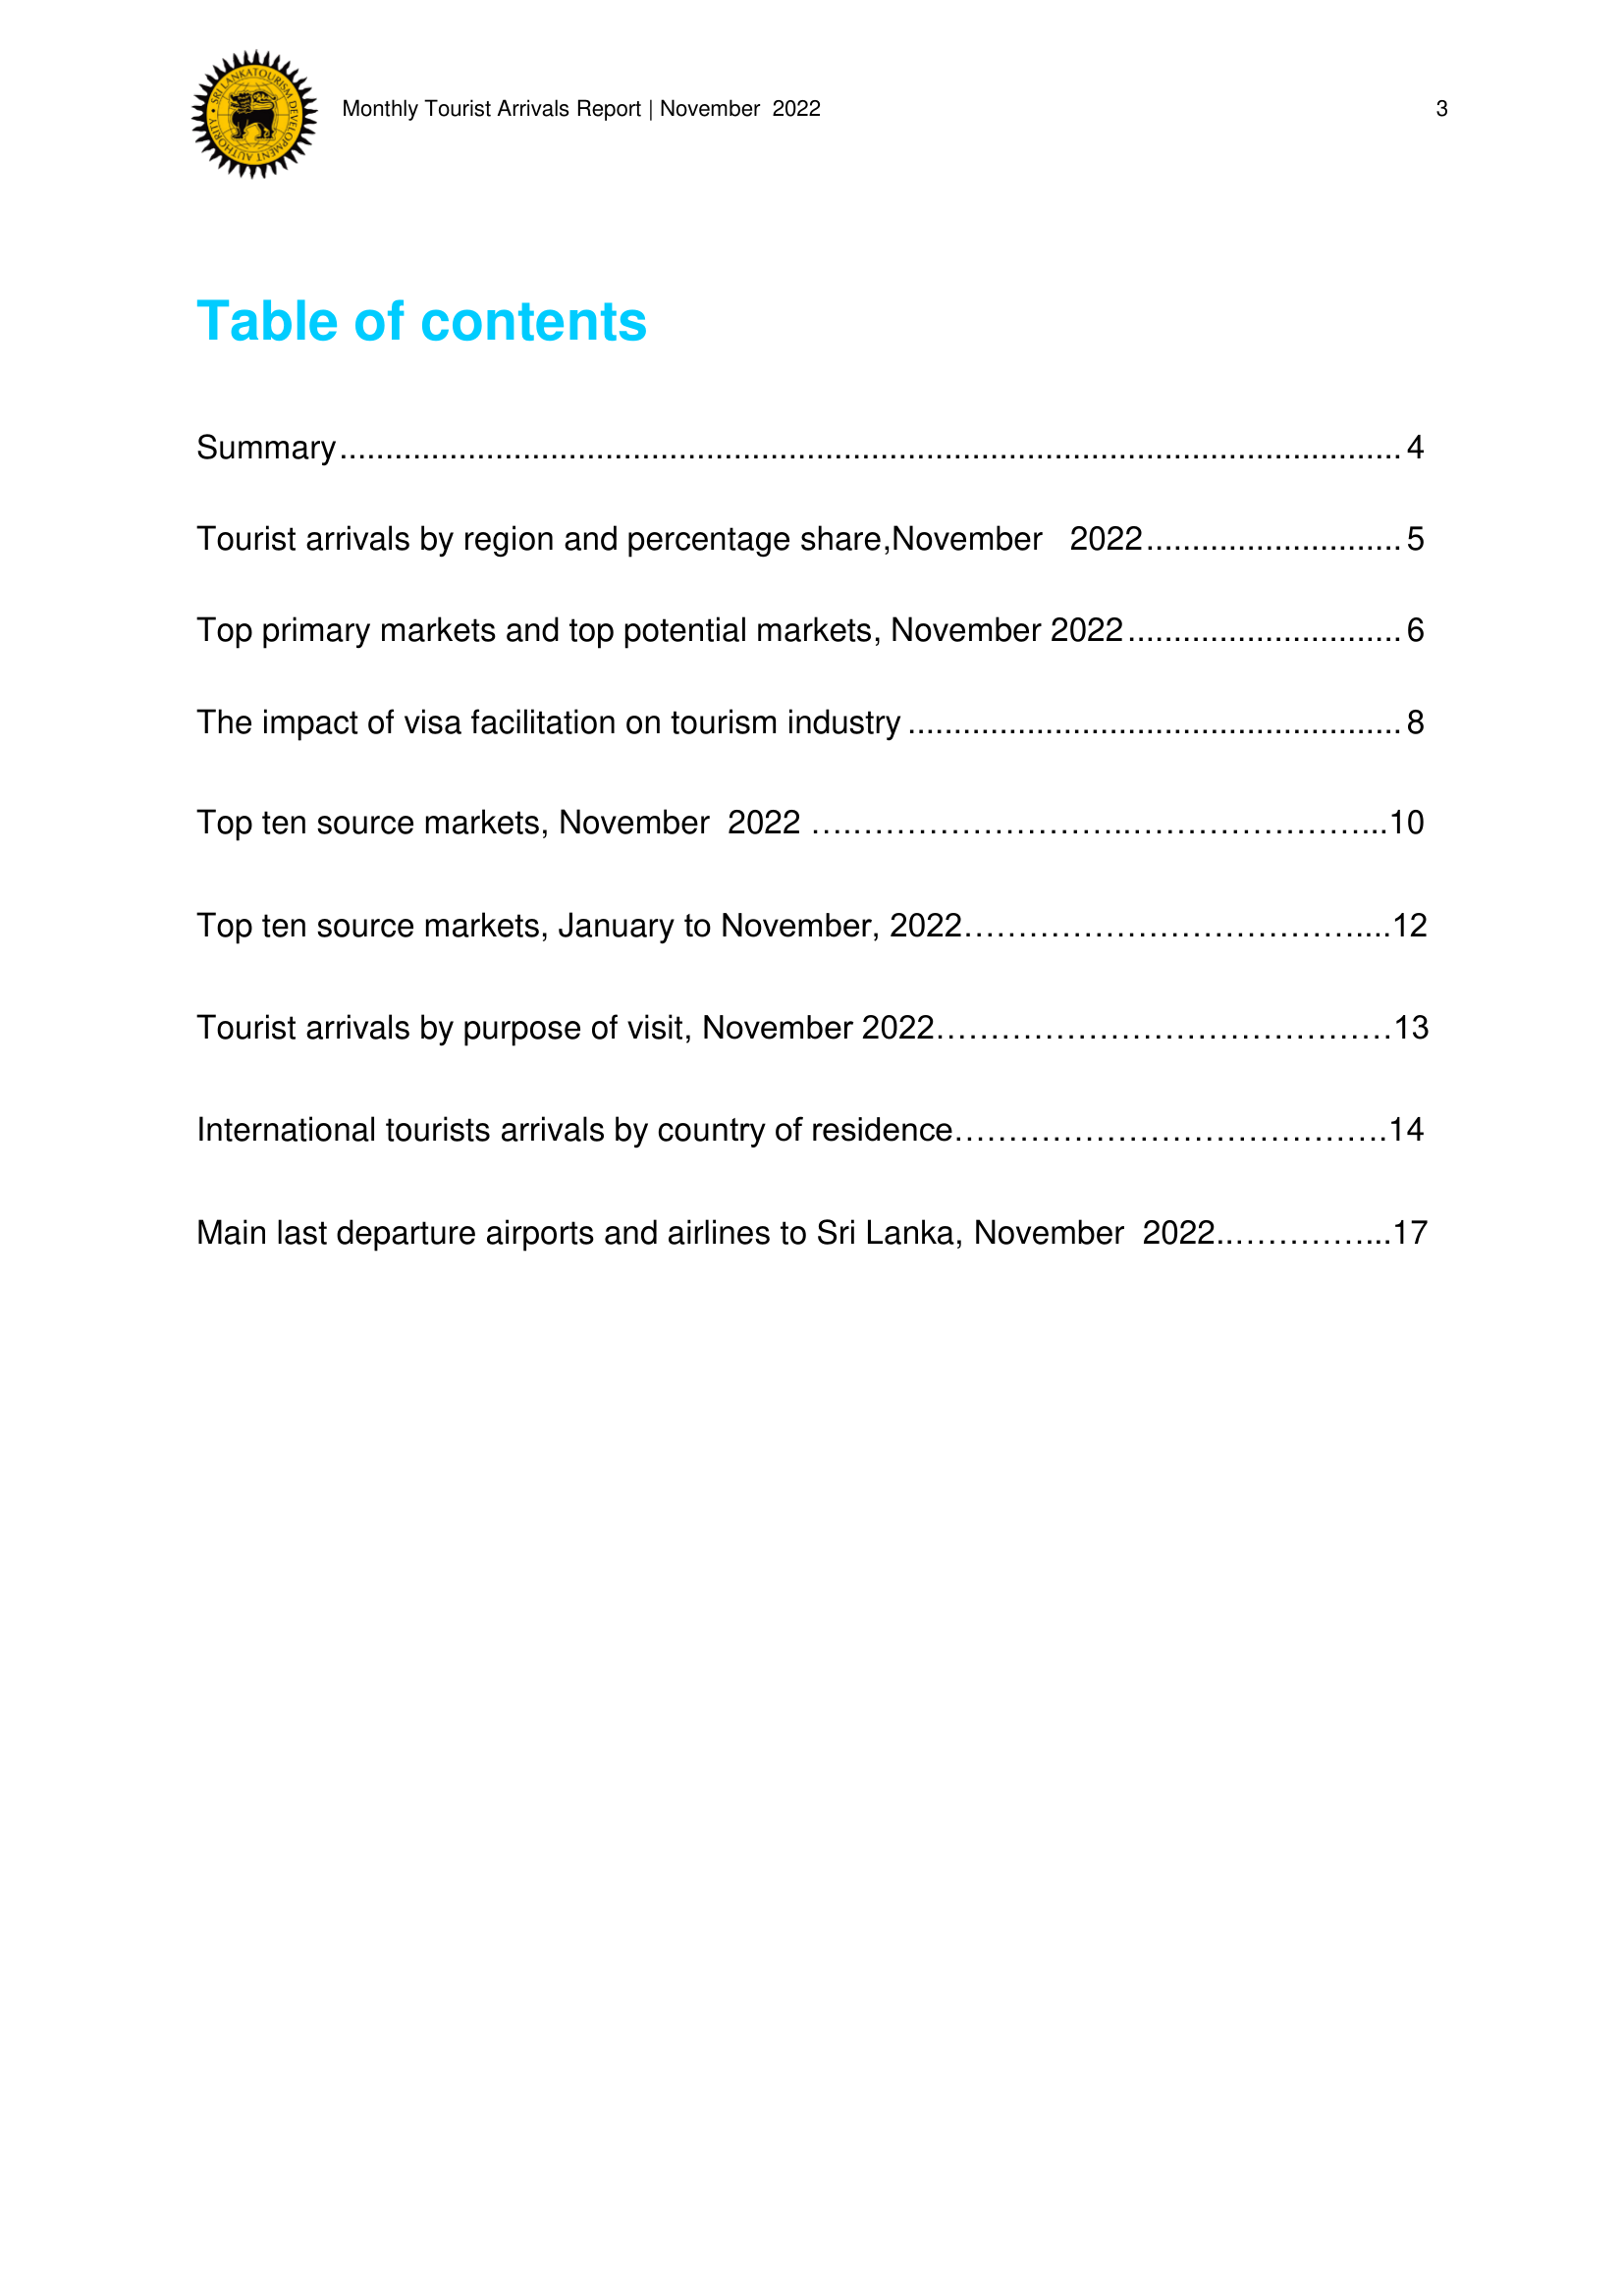 SRI LANKA TOURISM DEVELOPMENT AUTHORITY •
Monthly Tourist Arrivals Report | November  2022
3
Table of contents
Summary.....................................................................................................................4
Tourist arrivals by region and percentage share,November   2022............................5
Top primary markets and top potential markets, November 2022..............................6
The impact of visa facilitation on tourism industry ......................................................8
Top ten source markets, November  2022 ….……………………..…………………...10
Top ten source markets, January to November, 2022………………………………....12
Tourist arrivals by purpose of visit, November 2022……………………………………13
International tourists arrivals by country of residence………………………………….14
Main last departure airports and airlines to Sri Lanka, November  2022..…………...17